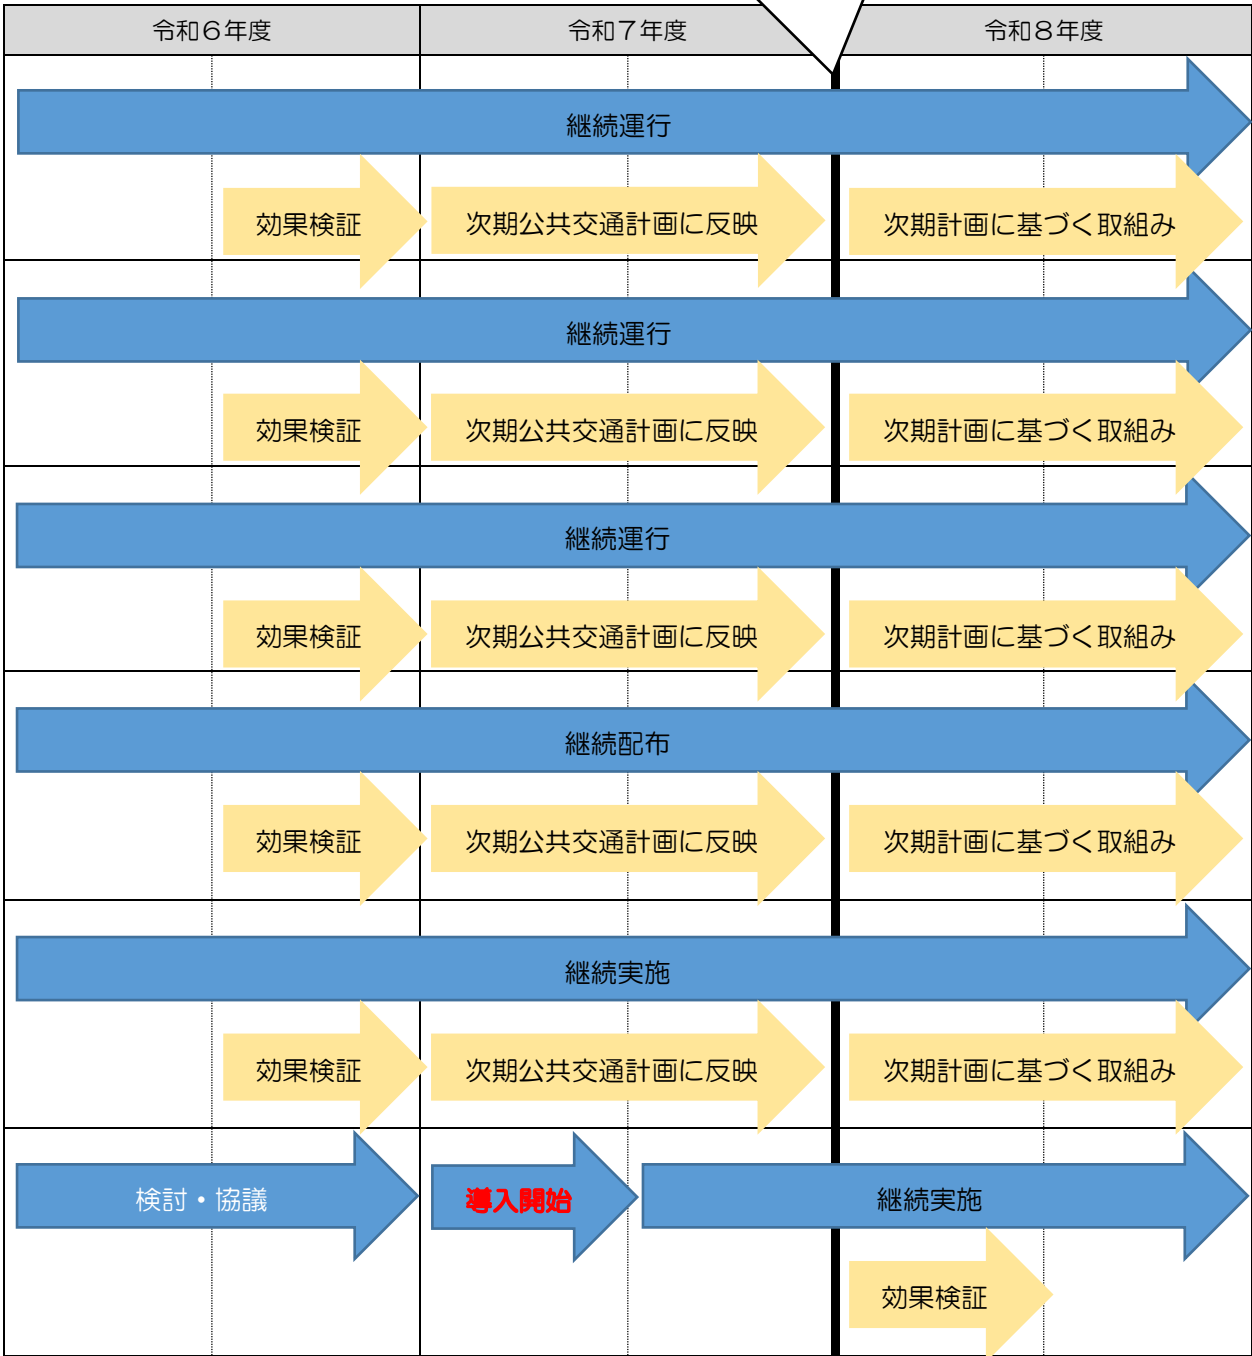 令和６年度
令和７年度
令和８年度
継続運行
効果検証
次期公共交通計画に反映
次期計画に基づく取組み
継続運行
効果検証
次期公共交通計画に反映
次期計画に基づく取組み
継続運行
効果検証
次期公共交通計画に反映
次期計画に基づく取組み
継続配布
効果検証
次期公共交通計画に反映
次期計画に基づく取組み
継続実施
効果検証
次期公共交通計画に反映
次期計画に基づく取組み
検討・協議
導入開始
継続実施
効果検証